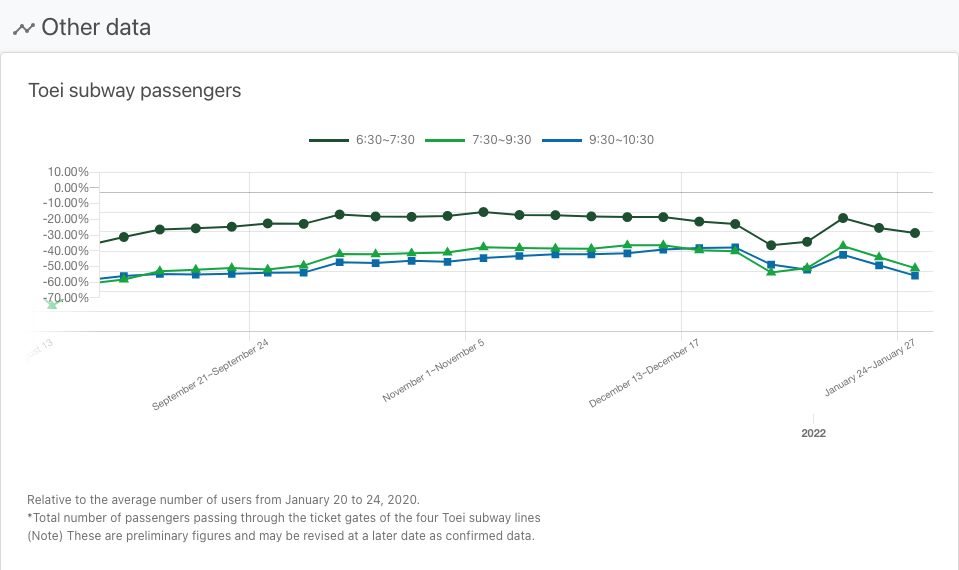 Other data
Toei subway passengers
6:30~7:30 7:30~9:30 9:30~10:30
10.00%
0.00%
-10.00%
-20.00%
-30.00%
-40.00%
-50.00%
-60.00%
-70.00%
13
September 21~September 24
November 1~November 5
December 13~December 17
January 24~January 27
2022
Relative to the average number of users from January 20 to 24, 2020.
*Total number of passengers passing through the ticket gates of the four Toei subway lines
(Note) These are preliminary figures and may be revised at a later date as confirmed data.